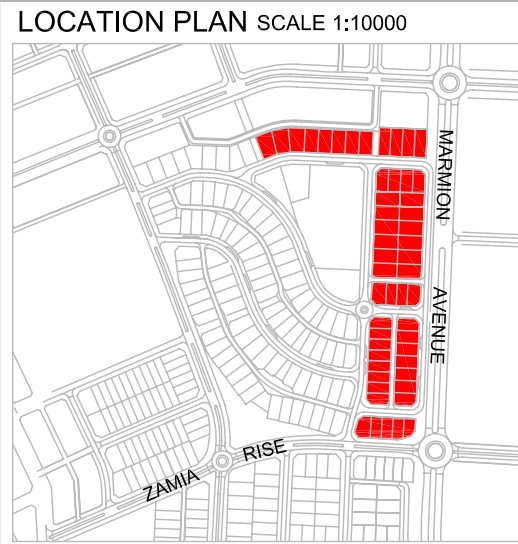 LOCATION PLAN SCALE 1:10000
MARMION
AVENUE
RISE
ZAMIA